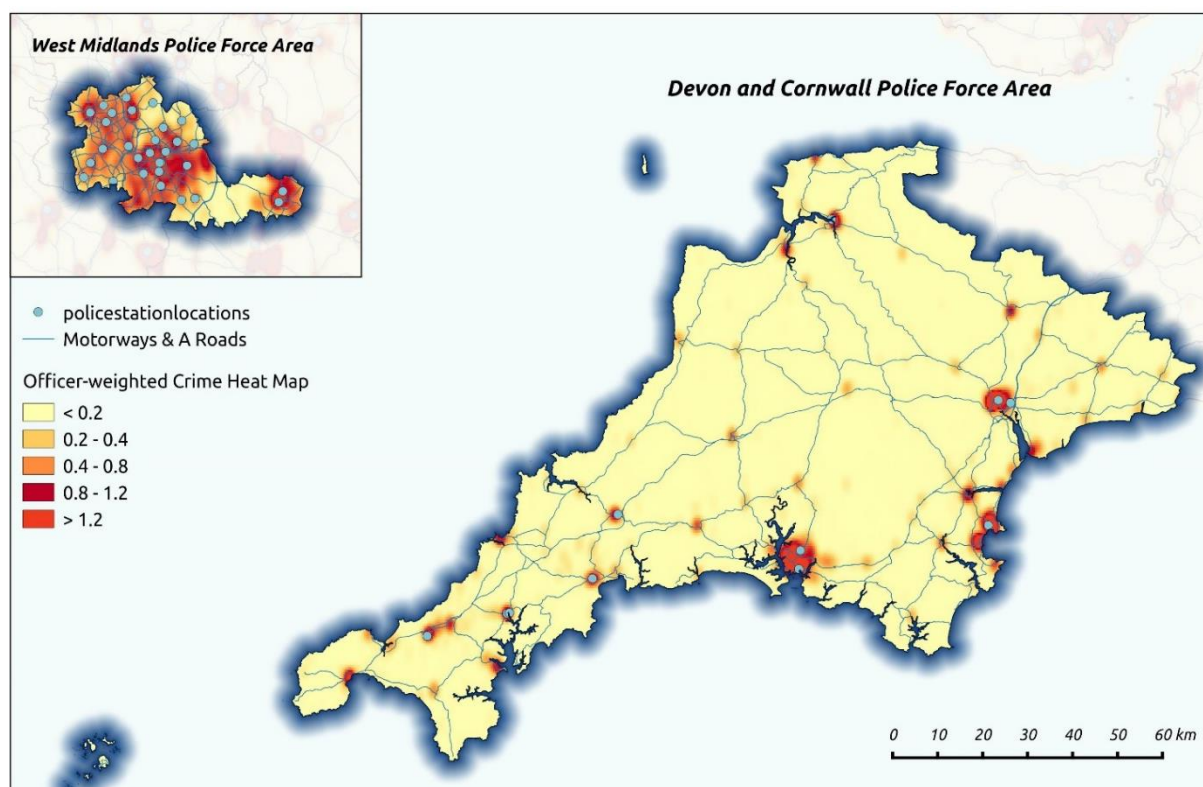 West Midlands Police Force Area
Devon and Cornwall Police Force Area
policestationlocations
Motorways & A Roads
Officer-weighted Crime Heat Map
< 0.2
0.2 - 0.4
0.4 - 0.8
0.8 - 1.2
> 1.2
0 10 20 30 40 50 60 km